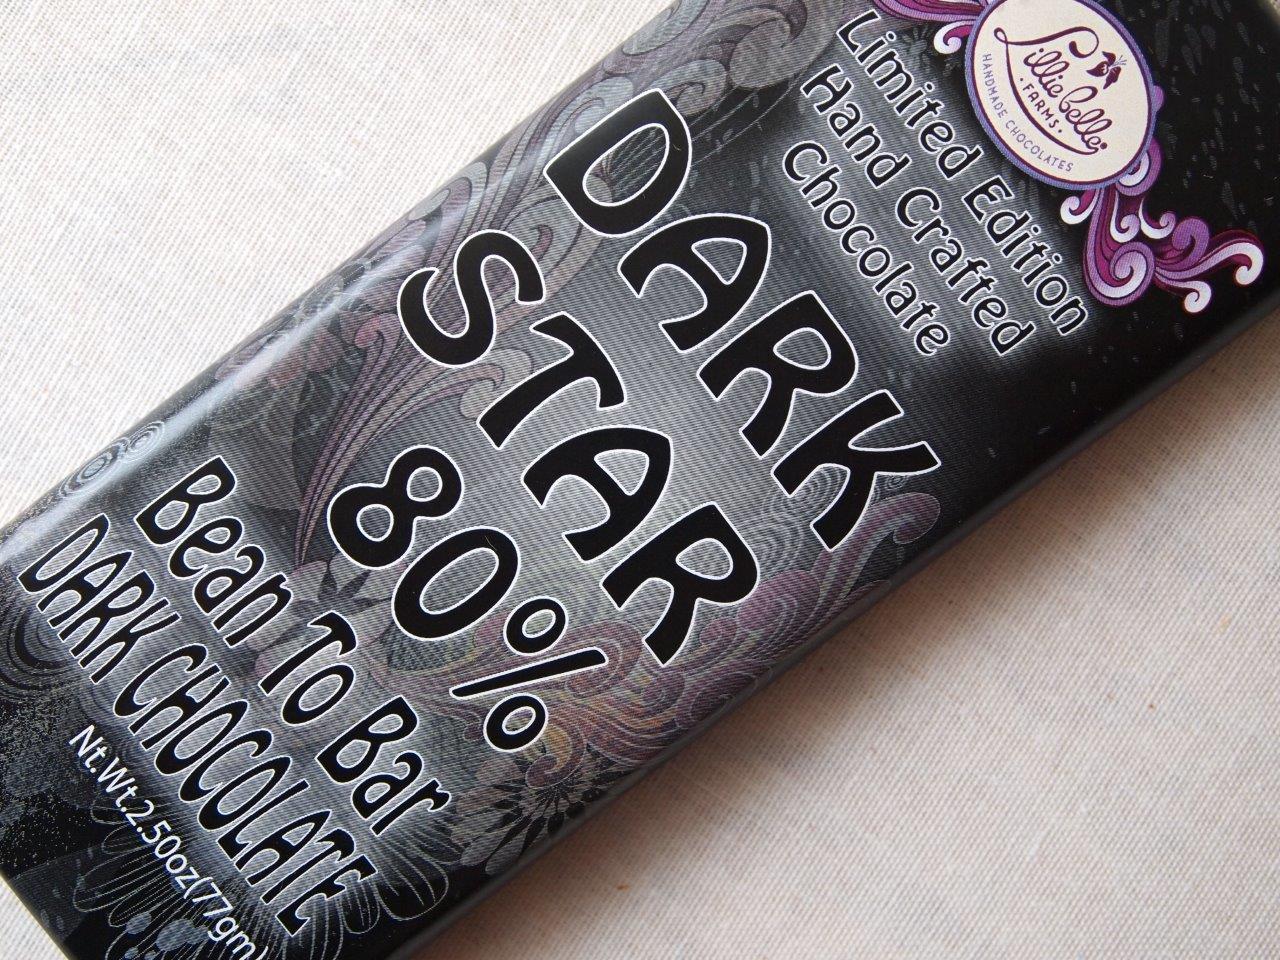 Lillie belle
.FARMS.
HANDMADE CHOCOLATES
Limited Edition
Hand Crafted
Chocolate
DARK
STAR
80%
Bean To Bar
DARK CHOCOLATE
Nt.Wt.2.50oz(77gm)